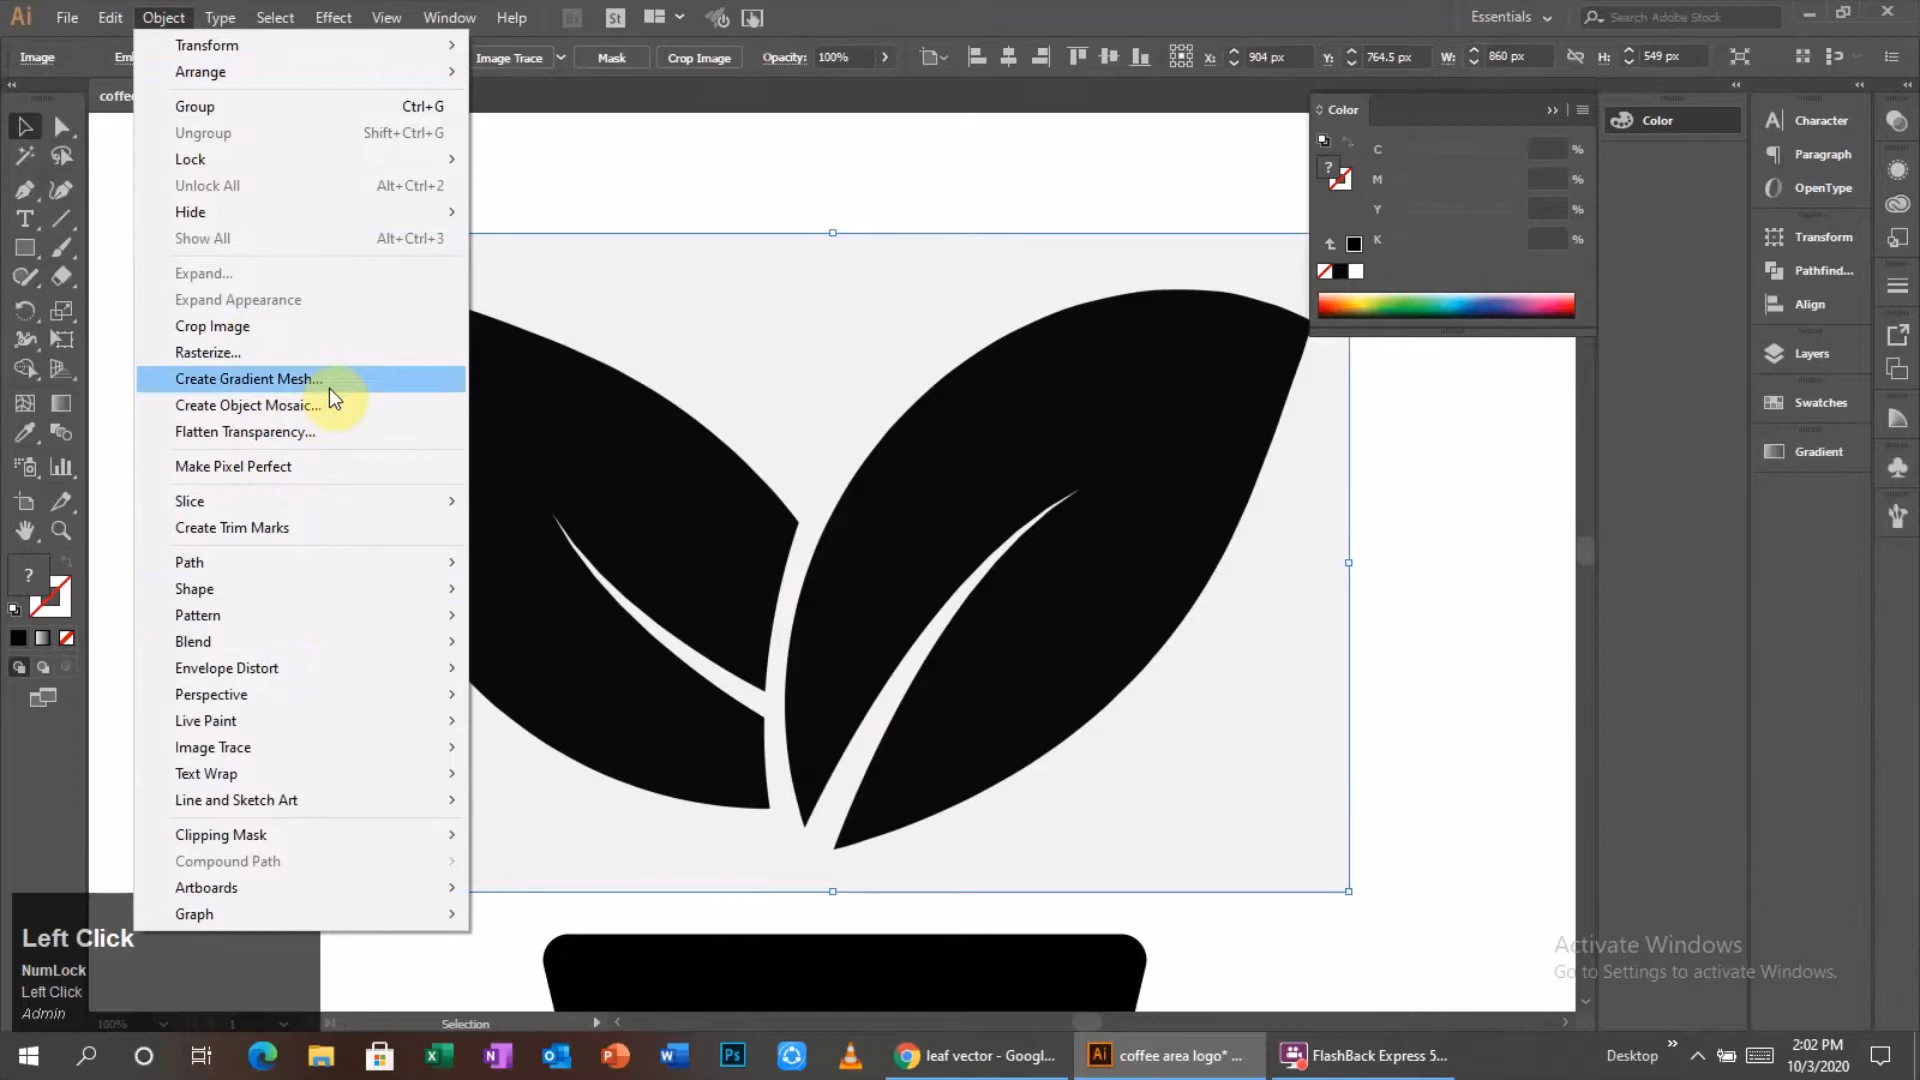 Ai File Edit Object Type Select Effect View Window Help Br St Essentials Search Adobe Stock
Image Image Trace Mask Crop Image Opacity: 100% X: 904 px Y: 764.5 px W: 860 px H: 549 px
Color
C %
M %
Y %
K %
Color
Character
Paragraph
OpenType
Transform
Pathfind...
Align
Layers
Swatches
Gradient
Transform
Arrange
Group Ctrl+G
Ungroup Shift+Ctrl+G
Lock
Unlock All Alt+Ctrl+2
Hide
Show All Alt+Ctrl+3
Expand...
Expand Appearance
Crop Image
Rasterize...
Create Gradient Mesh...
Create Object Mosaic...
Flatten Transparency...
Make Pixel Perfect
Slice
Create Trim Marks
Path
Shape
Pattern
Blend
Envelope Distort
Perspective
Live Paint
Image Trace
Text Wrap
Line and Sketch Art
Clipping Mask
Compound Path
Artboards
Graph
Left Click
NumLock
Left Click
Admin
100% 1 Selection
Activate Windows
Go to Settings to activate Windows.
leaf vector - Googl... Ai coffee area logo* ... FlashBack Express 5...
Ps
Desktop
2:02 PM
10/3/2020